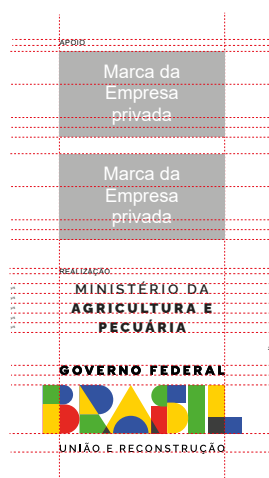 APOIO
Marca da
Empresa
privada
Marca da
Empresa
privada
REALIZAÇÃO
MINISTÉRIO DA
AGRICULTURA E
PECUÁRIA
GOVERNO FEDERAL
BRASIL
UNIÃO E RECONSTRUÇÃO